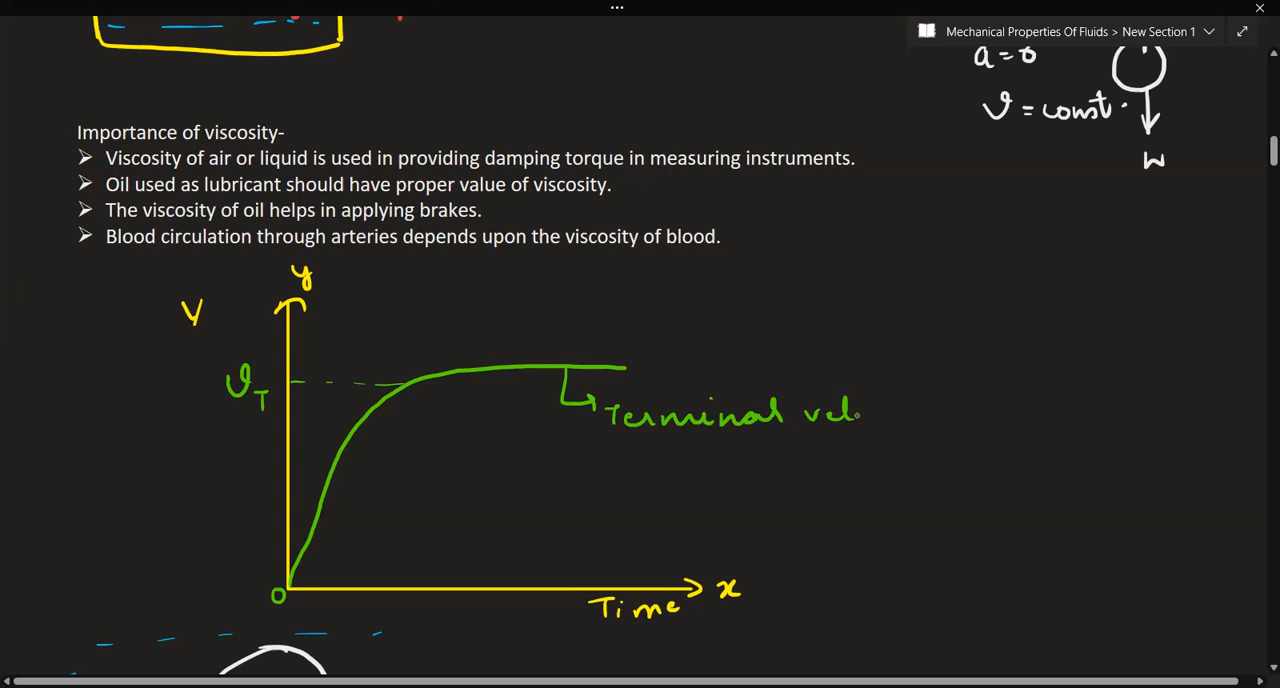 Mechanical Properties Of Fluids > New Section 1
a = 0
v = const.
W
Importance of viscosity-
➢ Viscosity of air or liquid is used in providing damping torque in measuring instruments.
➢ Oil used as lubricant should have proper value of viscosity.
➢ The viscosity of oil helps in applying brakes.
➢ Blood circulation through arteries depends upon the viscosity of blood.
y
V
vT
Terminal vel
0
x
Time